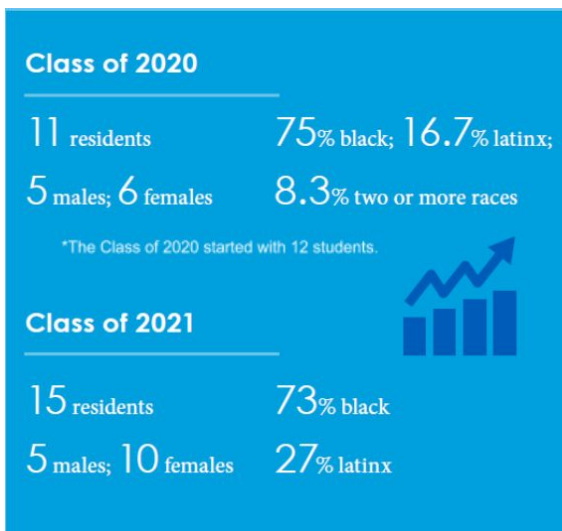 Class of 2020
11 residents
75% black; 16.7% latinx;
5 males; 6 females
8.3% two or more races
*The Class of 2020 started with 12 students.
Class of 2021
15 residents
73% black
5 males; 10 females
27% latinx